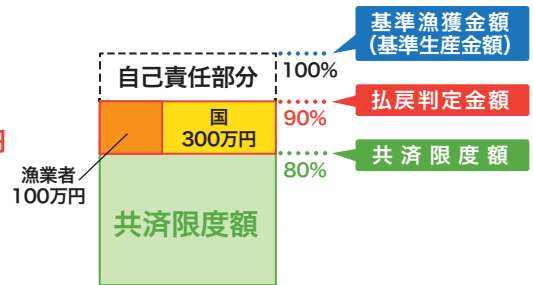 基準漁獲金額
(基準生産金額)
自己責任部分
100%
払戻判定金額
国
300万円
90%
円
漁業者
100万円
共済限度額
80%
共済限度額